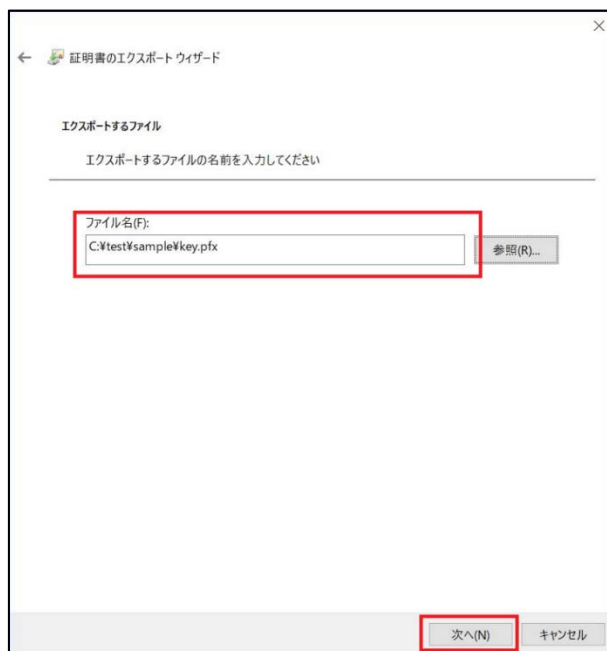 証明書のエクスポート ウィザード
エクスポートするファイル
エクスポートするファイルの名前を入力してください
ファイル名(F):
C:¥test¥sample¥key.pfx
参照(R)...
次へ(N)
キャンセル